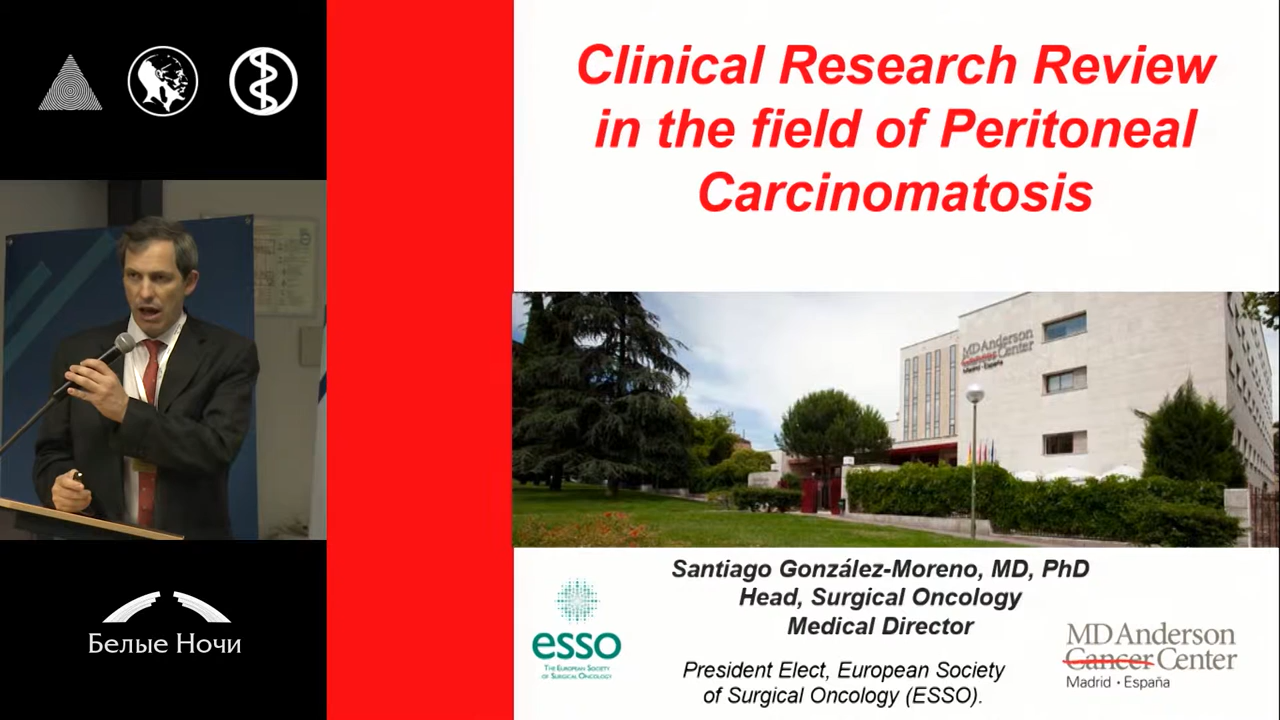 Clinical Research Review
in the field of Peritoneal
Carcinomatosis
MD Anderson
Cancer Center
Madrid · España
Santiago González-Moreno, MD, PhD
Head, Surgical Oncology
Medical Director
President Elect, European Society
of Surgical Oncology (ESSO).
esso
THE EUROPEAN SOCIETY
OF SURGICAL ONCOLOGY
MD Anderson
Cancer Center
Madrid · España
Белые Ночи